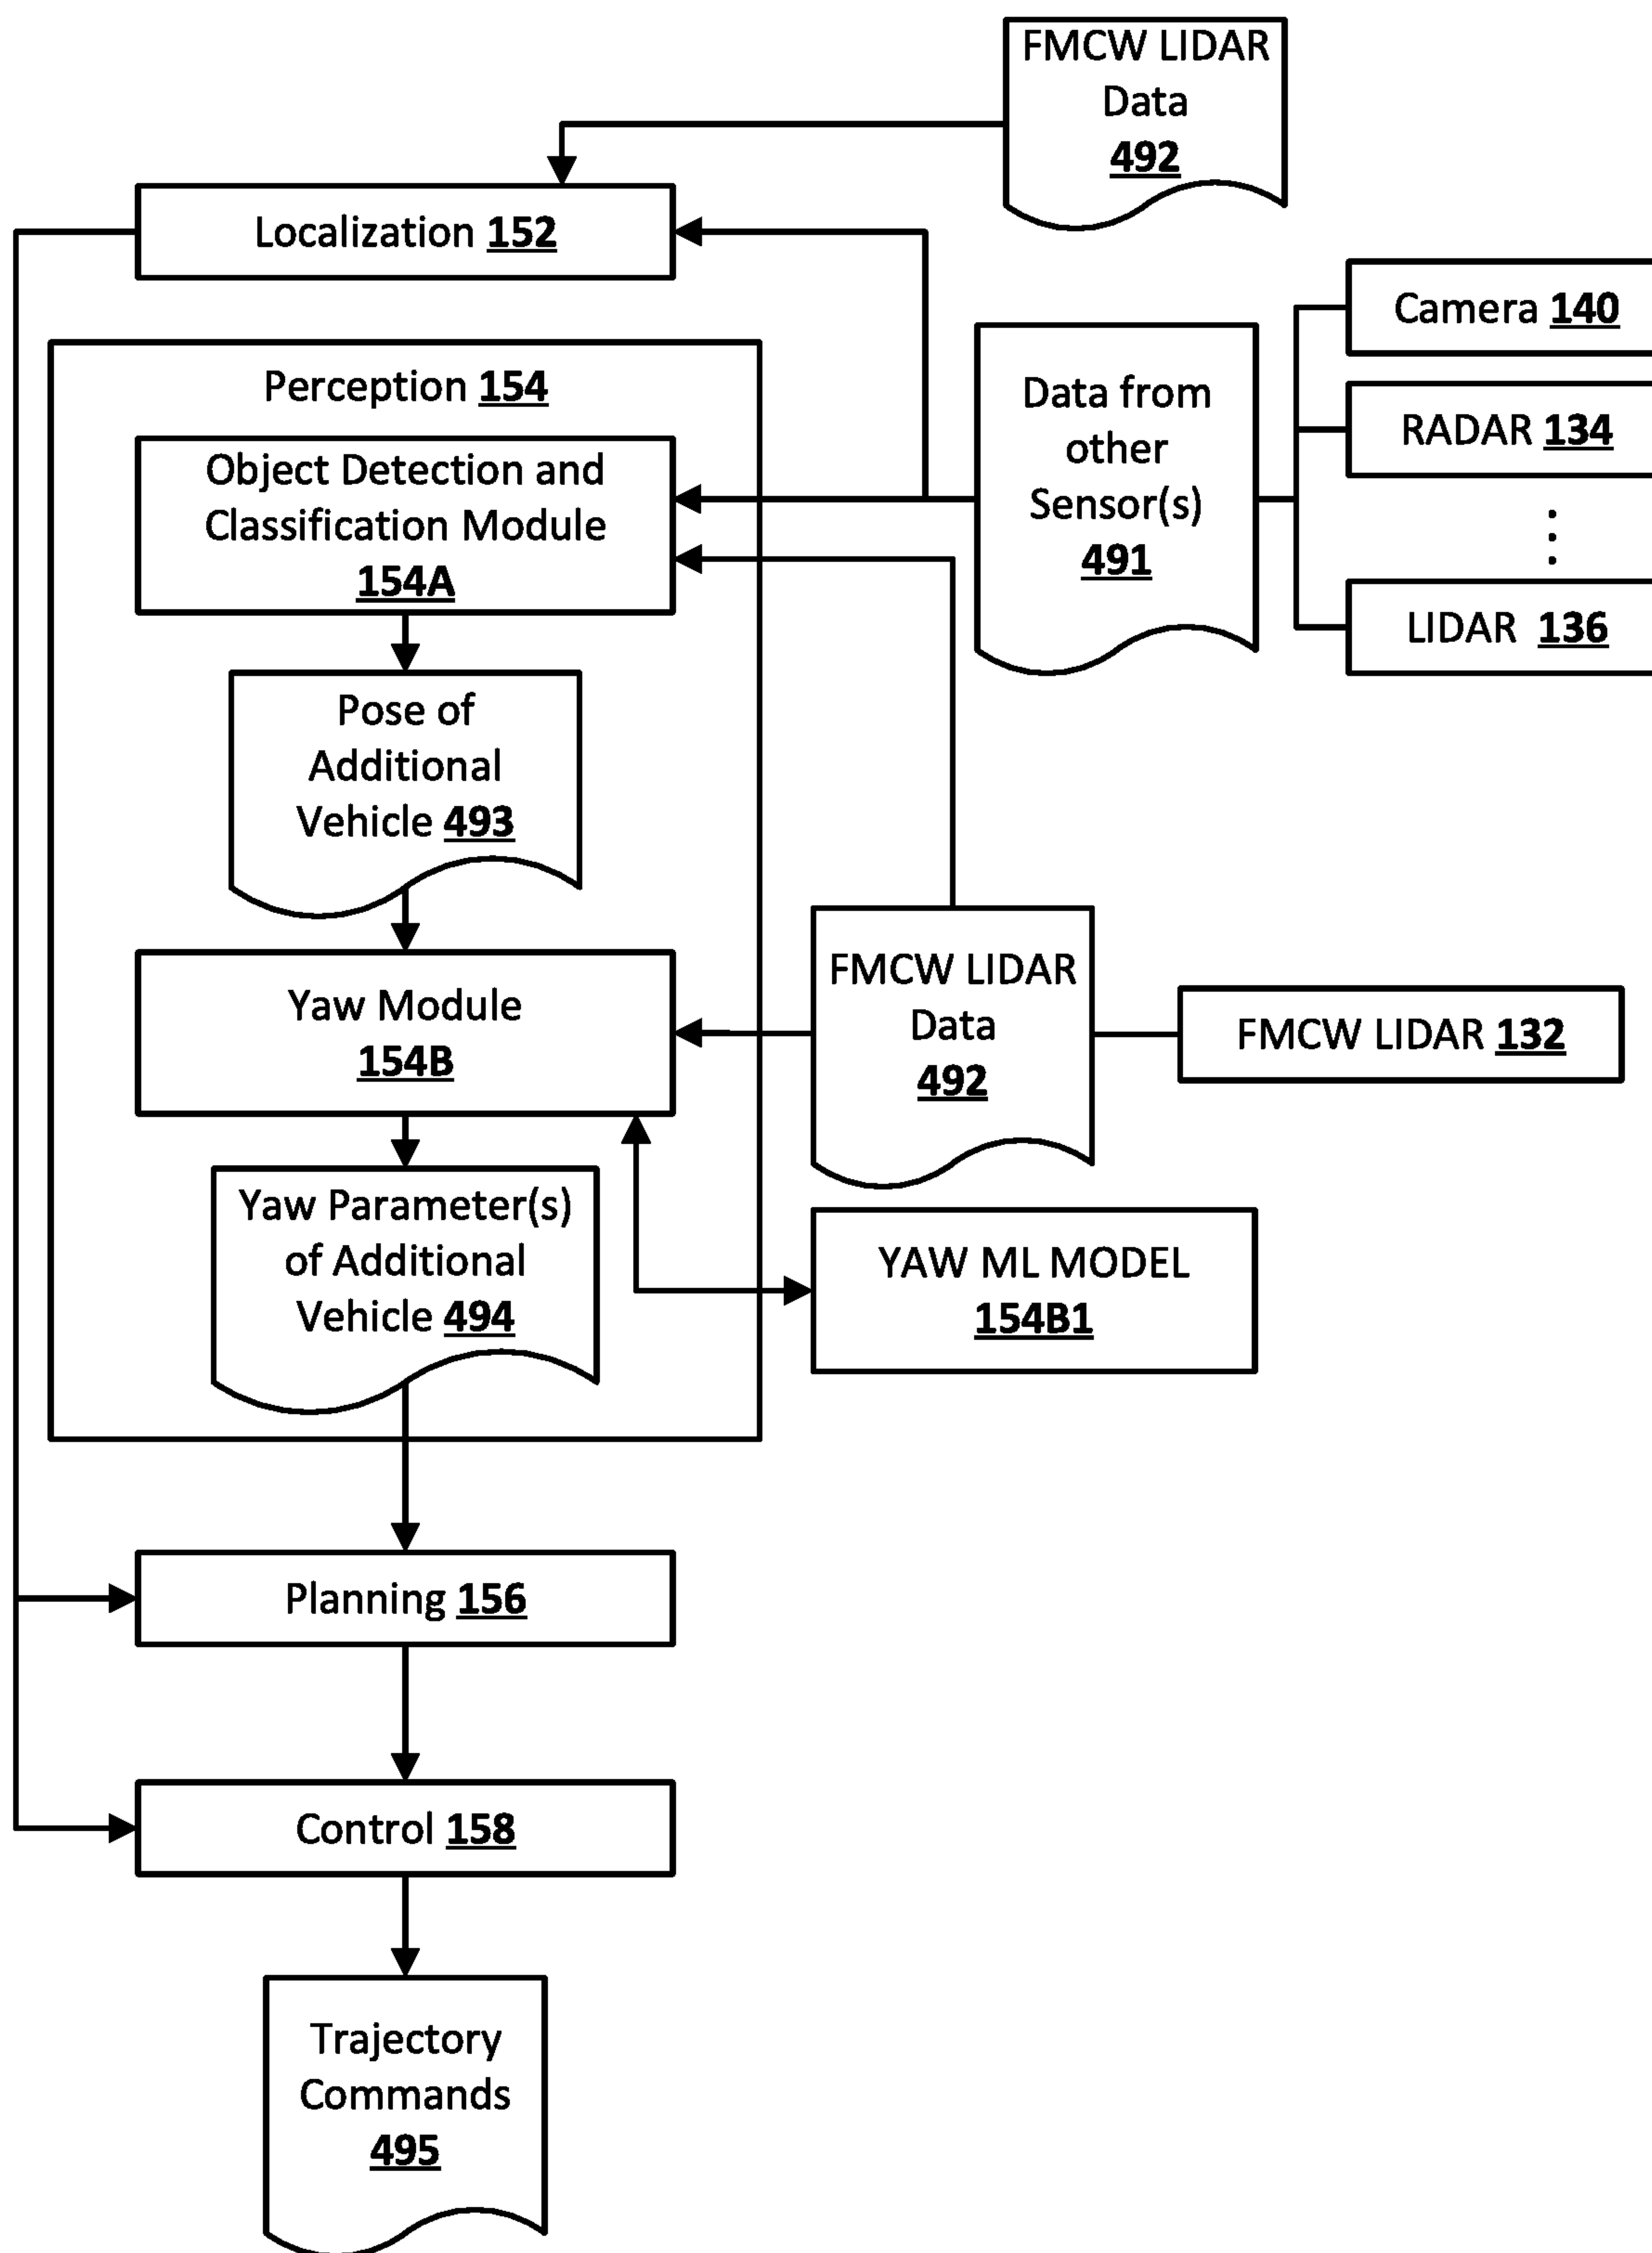 FMCW LIDAR
Data
492
Localization 152
Camera 140
Perception 154
Data from
other
Sensor(s)
491
RADAR 134
Object Detection and
Classification Module
154A
LIDAR 136
Pose of
Additional
Vehicle 493
FMCW LIDAR
Data
492
Yaw Module
154B
FMCW LIDAR 132
Yaw Parameter(s)
of Additional
Vehicle 494
YAW ML MODEL
154B1
Planning 156
Control 158
Trajectory
Commands
495